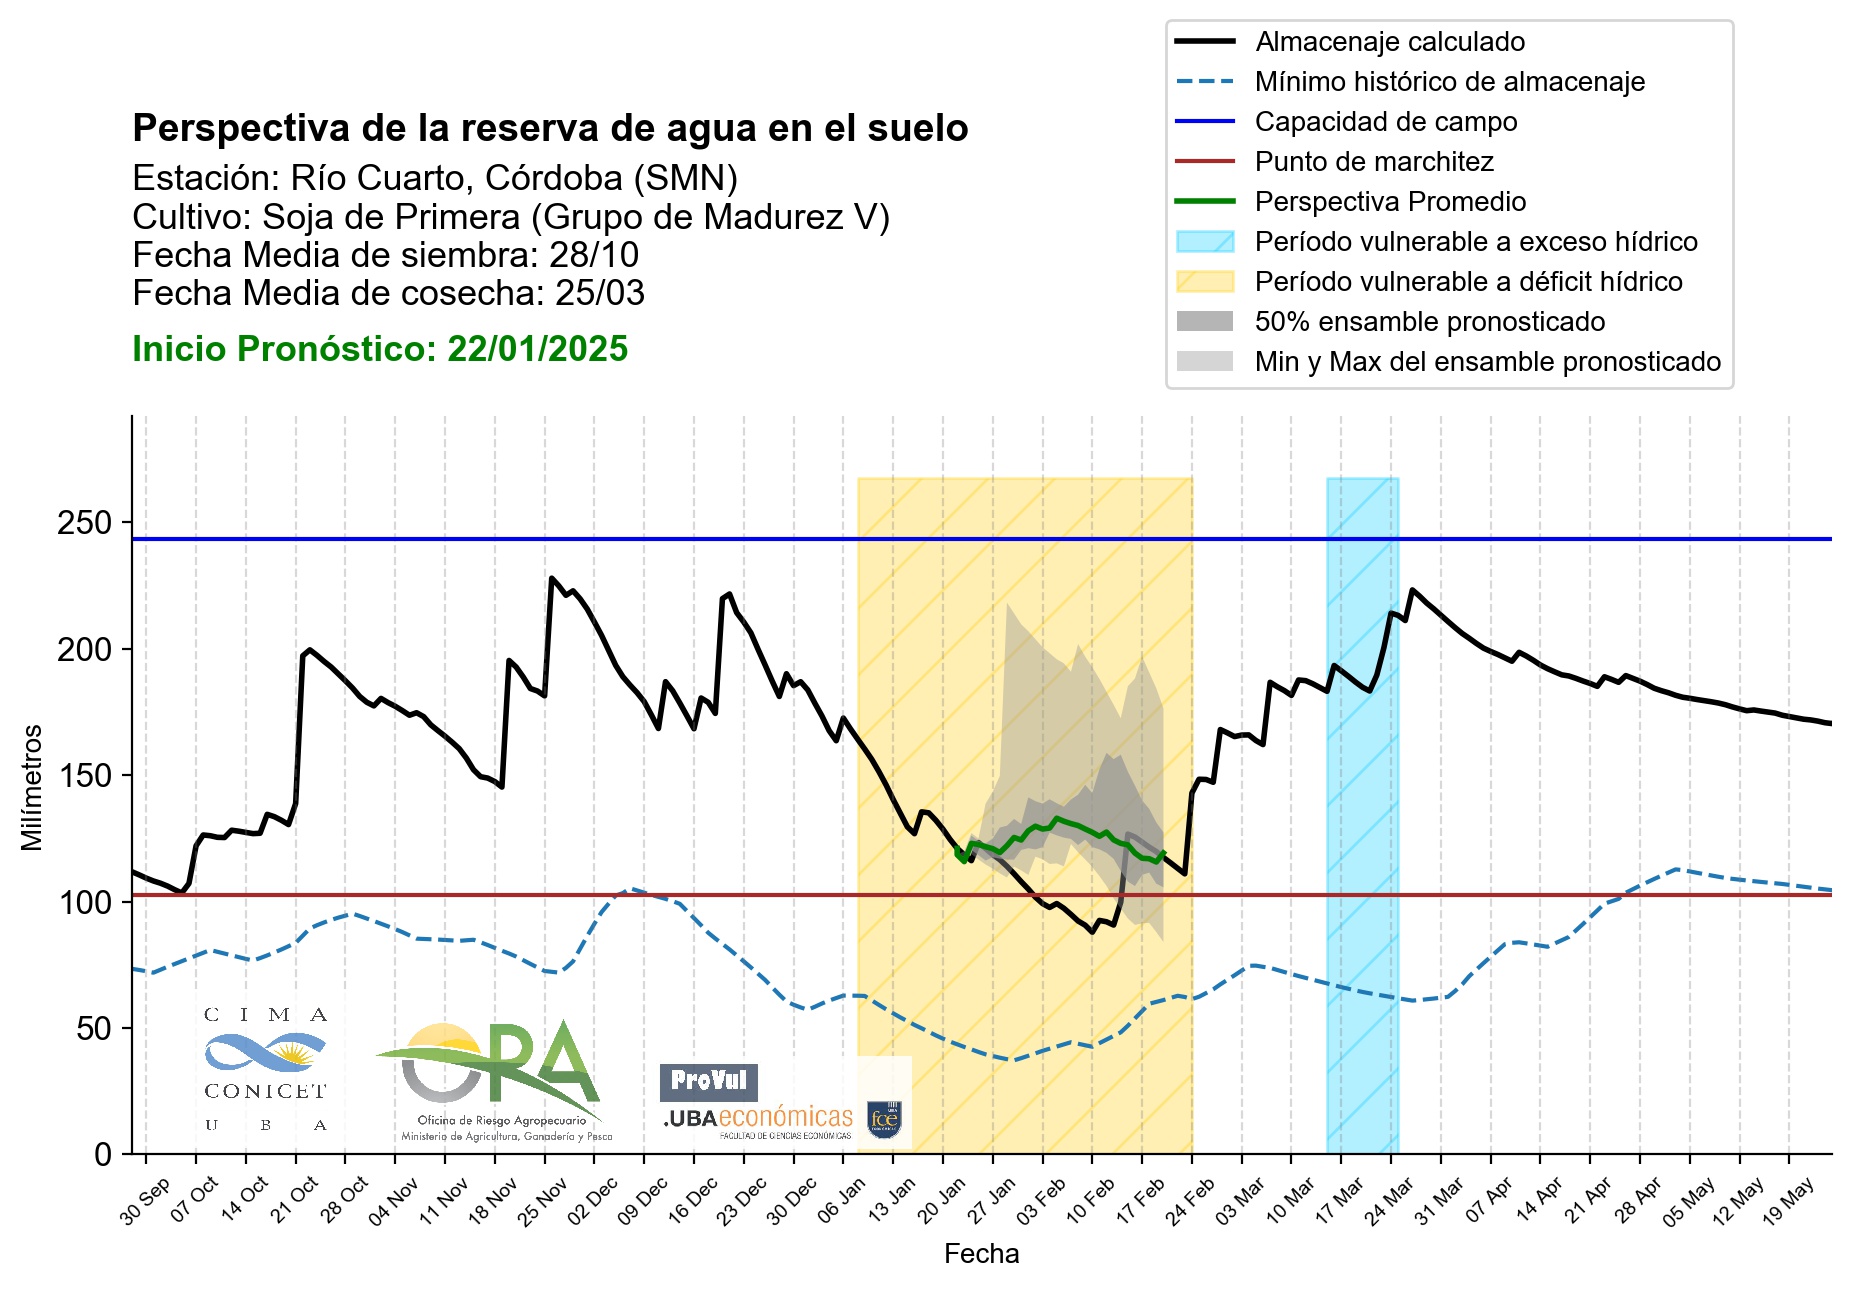 Almacenaje calculado
Mínimo histórico de almacenaje
Capacidad de campo
Punto de marchitez
Perspectiva Promedio
Período vulnerable a exceso hídrico
Período vulnerable a déficit hídrico
50% ensamble pronosticado
Min y Max del ensamble pronosticado
Perspectiva de la reserva de agua en el suelo
Estación: Río Cuarto, Córdoba (SMN)
Cultivo: Soja de Primera (Grupo de Madurez V)
Fecha Media de siembra: 28/10
Fecha Media de cosecha: 25/03
Inicio Pronóstico: 22/01/2025
Milímetros
250
200
150
100
50
0
CIMA
CONICET
UBA
ORA
Oficina de Riesgo Agropecuario
Ministerio de Agricultura, Ganadería y Pesca
ProVul
.UBAeconómicas
FACULTAD DE CIENCIAS ECONÓMICAS
UBA
fce
ECONÓMICAS
30 Sep
07 Oct
14 Oct
21 Oct
28 Oct
04 Nov
11 Nov
18 Nov
25 Nov
02 Dec
09 Dec
16 Dec
23 Dec
30 Dec
06 Jan
13 Jan
20 Jan
27 Jan
03 Feb
10 Feb
17 Feb
24 Feb
03 Mar
10 Mar
17 Mar
24 Mar
31 Mar
07 Apr
14 Apr
21 Apr
28 Apr
05 May
12 May
19 May
Fecha